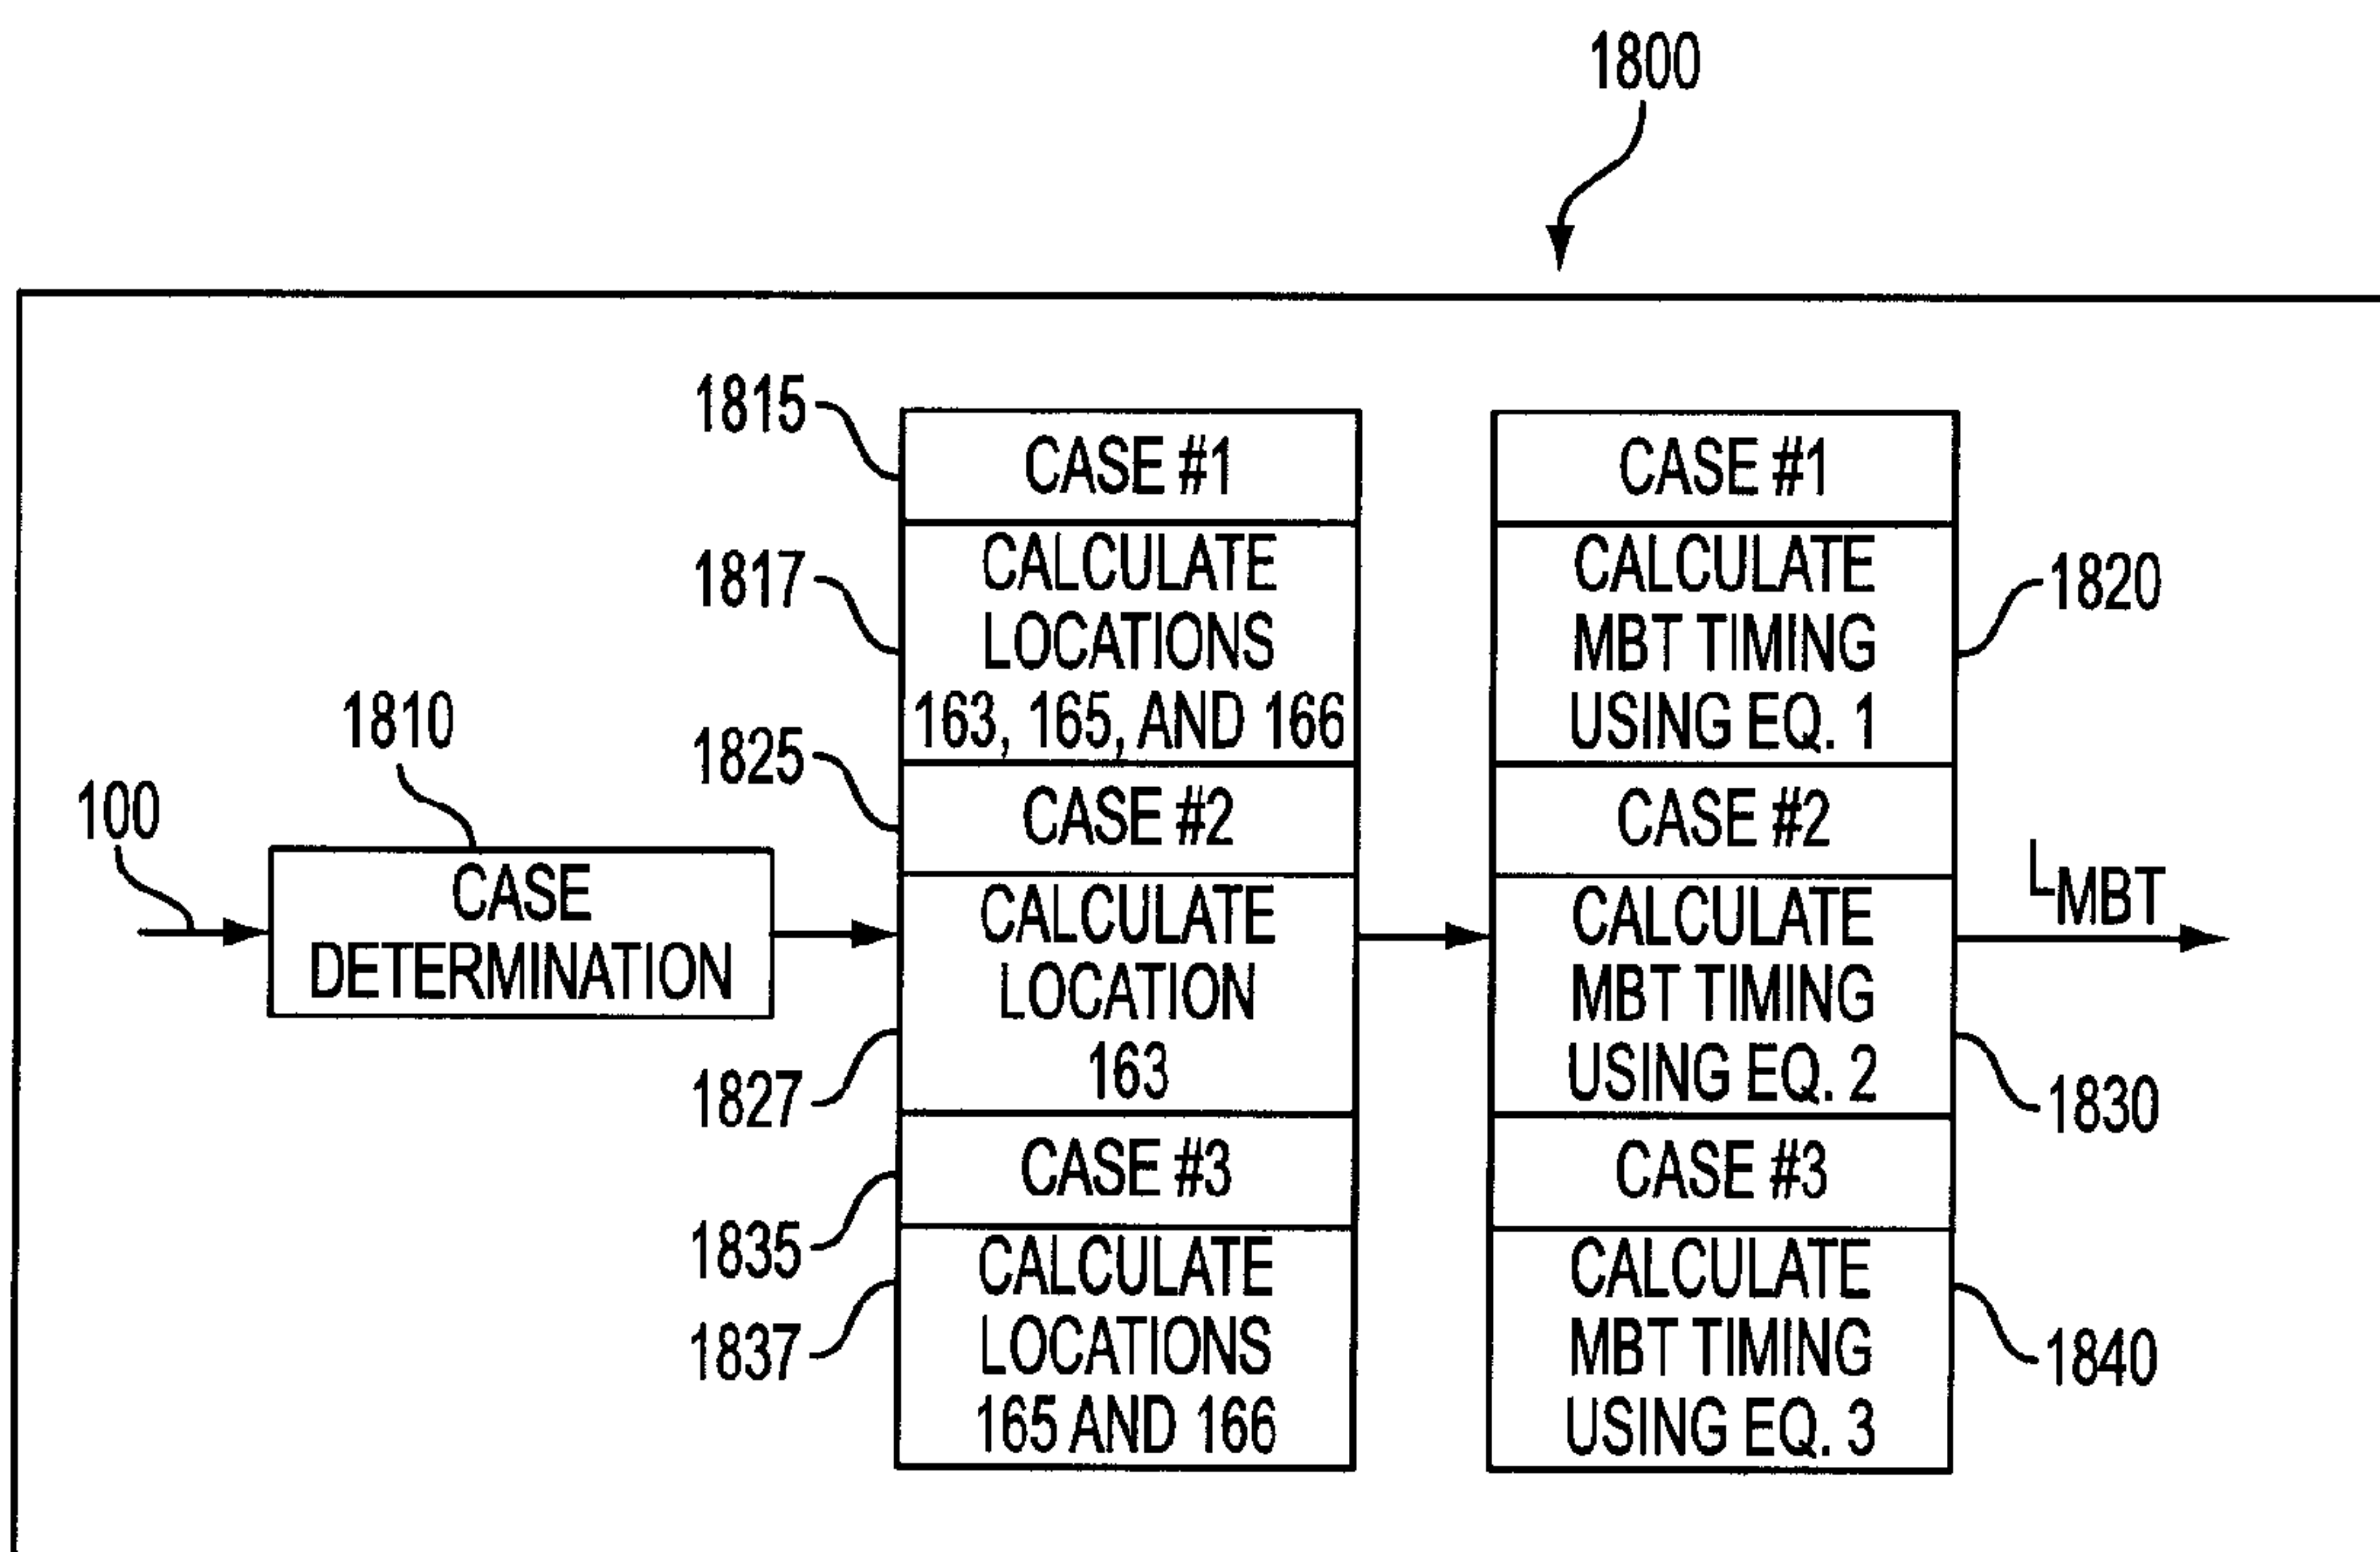 1800
1815
CASE #1
CASE #1
1817
CALCULATE
LOCATIONS
163, 165, AND 166
CALCULATE
MBT TIMING
USING EQ. 1
1820
100
1810
CASE
DETERMINATION
1825
CASE #2
CASE #2
1827
CALCULATE
LOCATION
163
CALCULATE
MBT TIMING
USING EQ. 2
1830
LMBT
1835
CASE #3
CASE #3
1837
CALCULATE
LOCATIONS
165 AND 166
CALCULATE
MBT TIMING
USING EQ. 3
1840